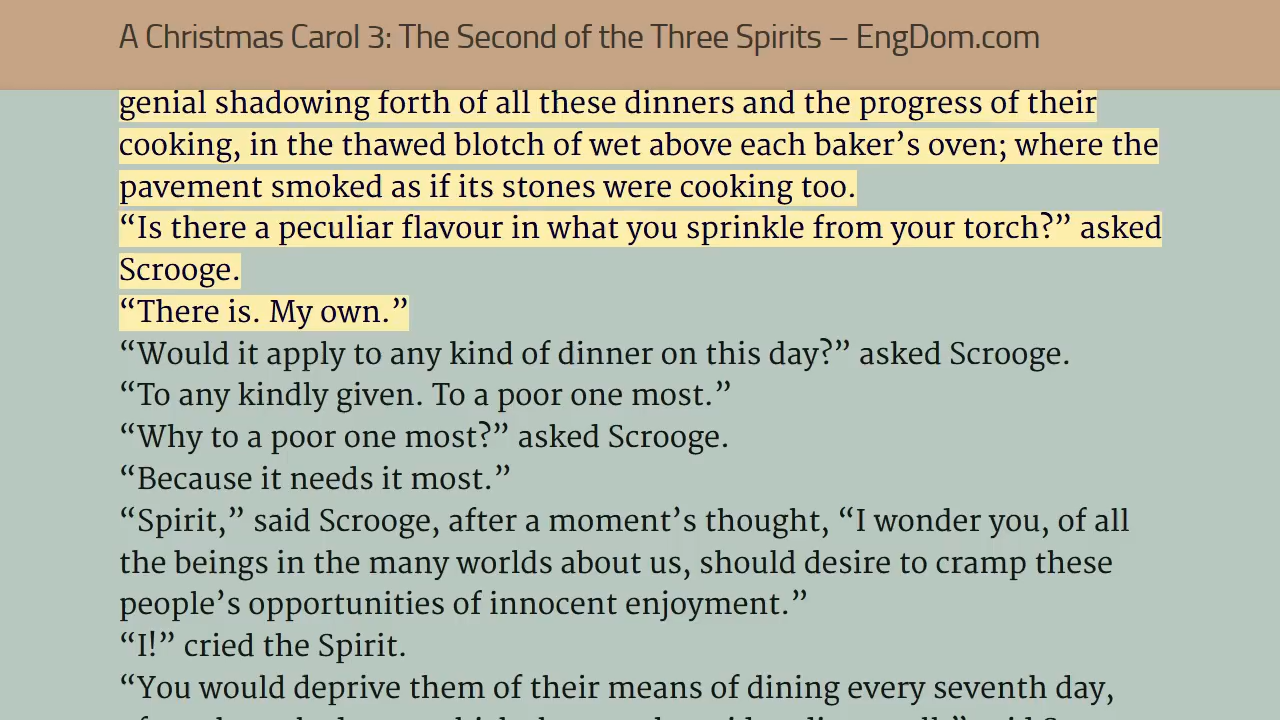 A Christmas Carol 3: The Second of the Three Spirits – EngDom.com
genial shadowing forth of all these dinners and the progress of their
cooking, in the thawed blotch of wet above each baker’s oven; where the
pavement smoked as if its stones were cooking too.
“Is there a peculiar flavour in what you sprinkle from your torch?” asked
Scrooge.
“There is. My own.”
“Would it apply to any kind of dinner on this day?” asked Scrooge.
“To any kindly given. To a poor one most.”
“Why to a poor one most?” asked Scrooge.
“Because it needs it most.”
“Spirit,” said Scrooge, after a moment’s thought, “I wonder you, of all
the beings in the many worlds about us, should desire to cramp these
people’s opportunities of innocent enjoyment.”
“I!” cried the Spirit.
“You would deprive them of their means of dining every seventh day,